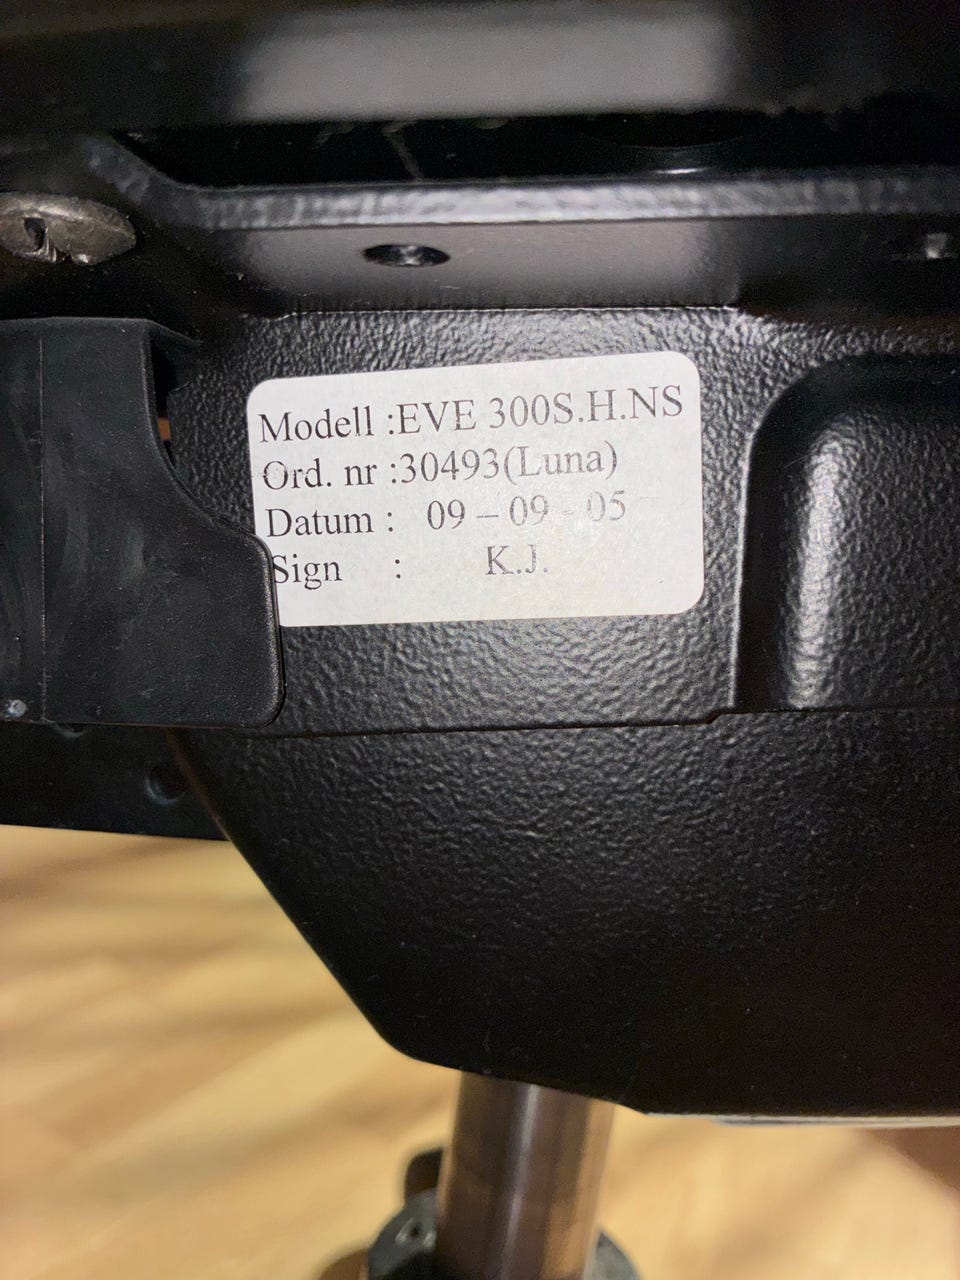 Modell :EVE 300S.H.NS
Ord. nr :30493(Luna)
Datum : 09 – 09 - 05
Sign : K.J.